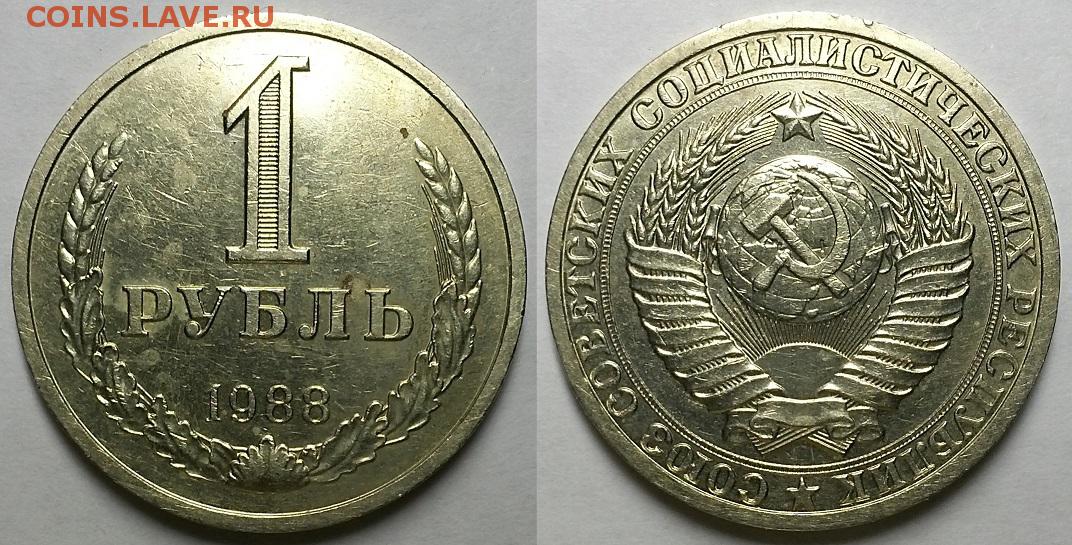 COINS.LAVE.RU
1
РУБЛЬ
1988
СОЮЗ СОВЕТСКИХ СОЦИАЛИСТИЧЕСКИХ РЕСПУБЛИК